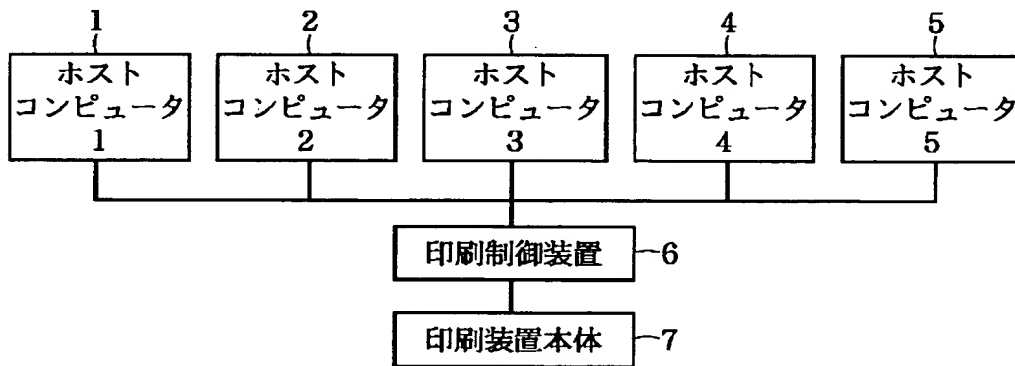 1 2 3 4 5
ホスト ホスト ホスト ホスト ホスト
コンピュータ コンピュータ コンピュータ コンピュータ コンピュータ
1 2 3 4 5
印刷制御装置 6
印刷装置本体 7